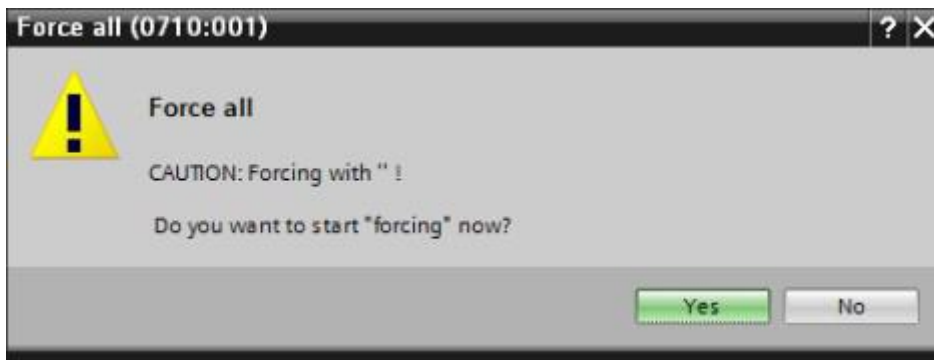 Force all (0710:001)
? X
Force all
CAUTION: Forcing with '' !
Do you want to start "forcing" now?
Yes No